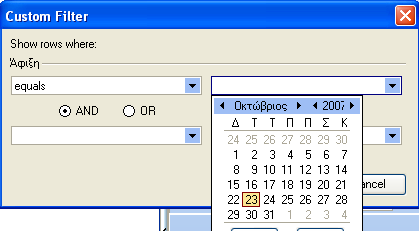 Custom Filter
Show rows where:
Άφιξη
equals
AND OR
Οκτώβριος 2007
Δ Τ Τ Π Π Σ Κ
24 25 26 27 28 29 30
1 2 3 4 5 6 7
8 9 10 11 12 13 14
15 16 17 18 19 20 21
22 23 24 25 26 27 28
29 30 31 1 2 3 4